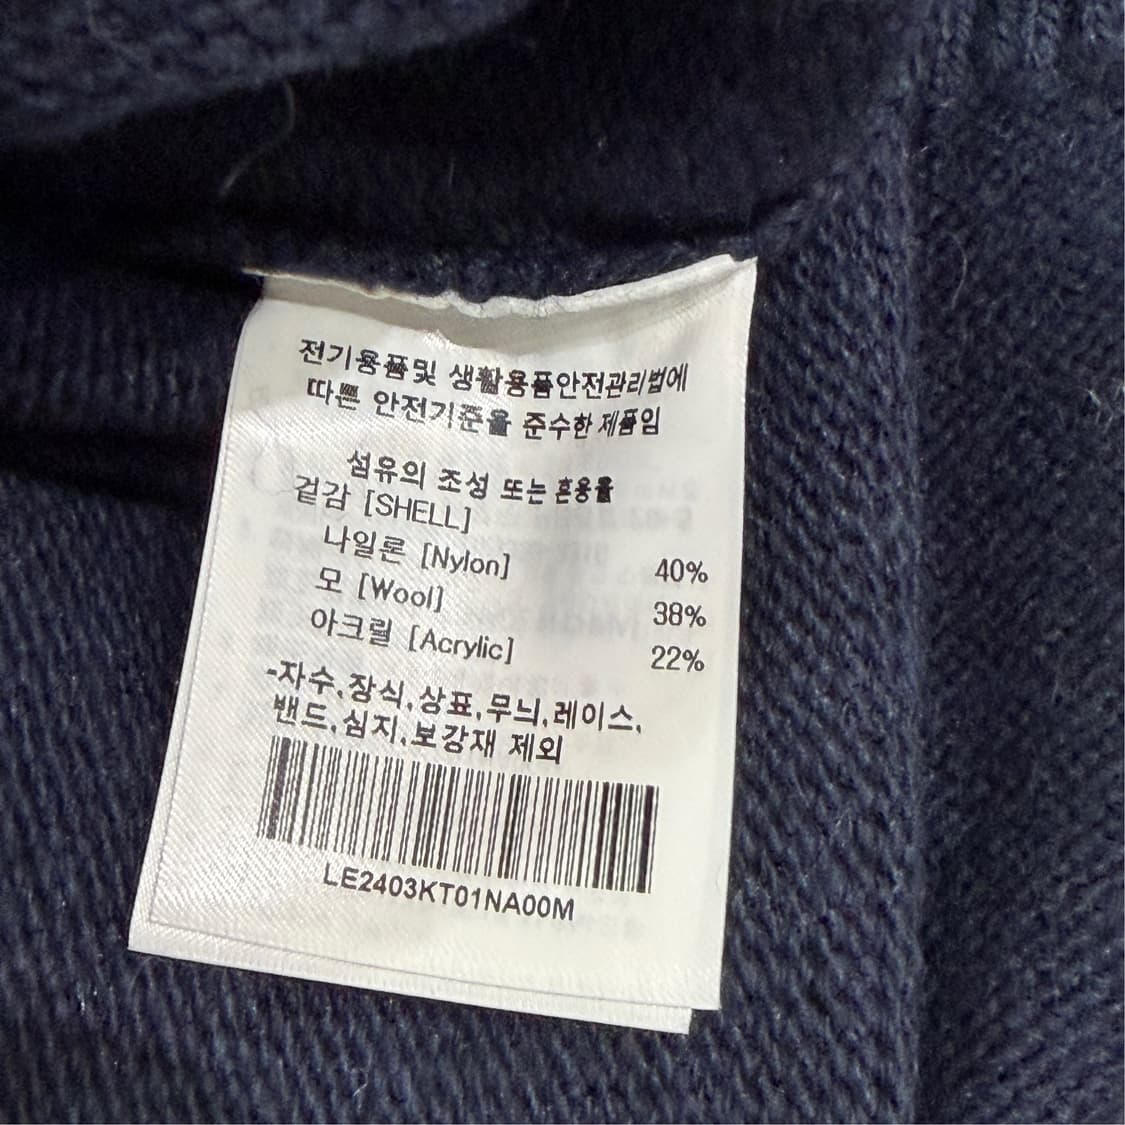 전기용품및 생활용품안전관리법에
따른 안전기준을 준수한 제품임
섬유의 조성 또는 혼용율
겉감 [SHELL]
나일론 [Nylon] 40%
모 [Wool] 38%
아크릴 [Acrylic] 22%
-자수,장식,상표,무늬,레이스,
밴드,심지,보강재 제외
LE2403KT01NA00M